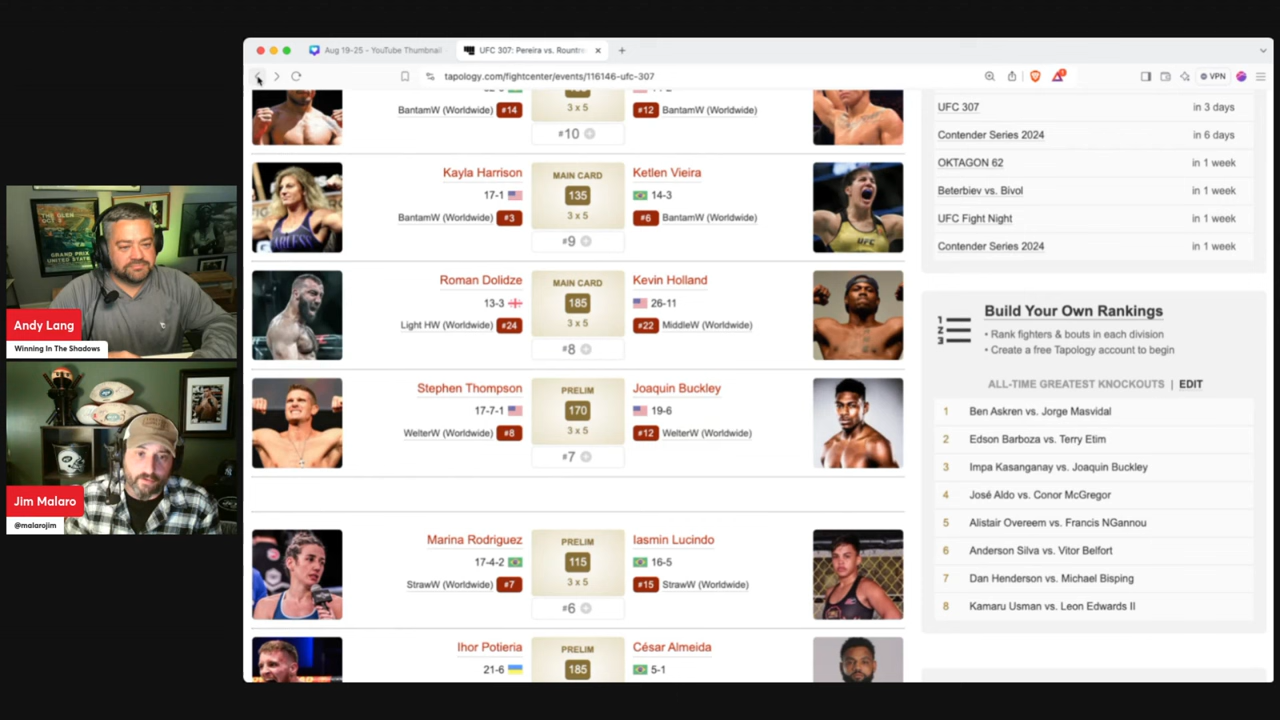 Aug 19-25 - YouTube Thumbnail
UFC 307: Pereira vs. Rountre
tapology.com/fightcenter/events/116146-ufc-307
VPN
BantamW (Worldwide) #14
3 x 5
#12 BantamW (Worldwide)
#10
Kayla Harrison
MAIN CARD
Ketlen Vieira
17-1
135
14-3
BantamW (Worldwide) #3
3 x 5
#6 BantamW (Worldwide)
#9
UFC
Roman Dolidze
MAIN CARD
Kevin Holland
13-3
185
26-11
Light HW (Worldwide) #24
3 x 5
#22 MiddleW (Worldwide)
#8
Stephen Thompson
PRELIM
Joaquin Buckley
17-7-1
170
19-6
WelterW (Worldwide) #8
3 x 5
#12 WelterW (Worldwide)
#7
Marina Rodriguez
PRELIM
Iasmin Lucindo
17-4-2
115
16-5
StrawW (Worldwide) #7
3 x 5
#15 StrawW (Worldwide)
#6
Ihor Potieria
PRELIM
César Almeida
21-6
185
5-1
UFC 307 in 3 days
Contender Series 2024 in 6 days
OKTAGON 62 in 1 week
Beterbiev vs. Bivol in 1 week
UFC Fight Night in 1 week
Contender Series 2024 in 1 week
Build Your Own Rankings
• Rank fighters & bouts in each division
• Create a free Tapology account to begin
ALL-TIME GREATEST KNOCKOUTS | EDIT
1 Ben Askren vs. Jorge Masvidal
2 Edson Barboza vs. Terry Etim
3 Impa Kasanganay vs. Joaquin Buckley
4 José Aldo vs. Conor McGregor
5 Alistair Overeem vs. Francis NGannou
6 Anderson Silva vs. Vitor Belfort
7 Dan Henderson vs. Michael Bisping
8 Kamaru Usman vs. Leon Edwards II
THE GLEN
GRAND PRIX
UNITED STATES
Andy Lang
Winning In The Shadows
Jim Malaro
@malarojim